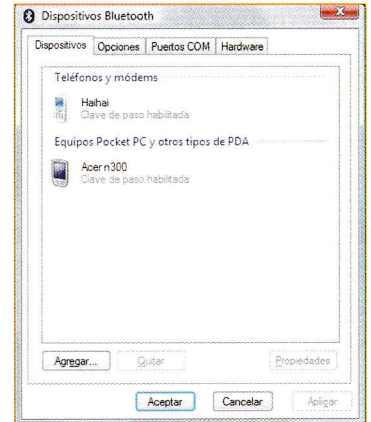 Dispositivos Bluetooth
Dispositivos Opciones Puertos COM Hardware
Teléfonos y módems
Haihai
Clave de paso habilitada
Equipos Pocket PC y otros tipos de PDA
Acer n300
Clave de paso habilitada
Agregar... Quitar Propiedades
Aceptar Cancelar Aplicar